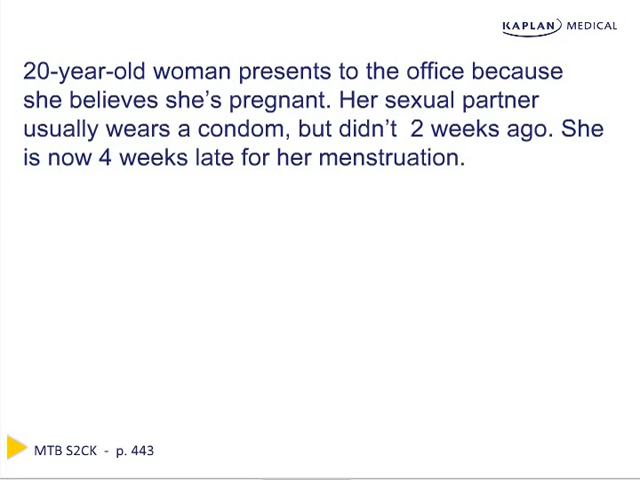 KAPLAN MEDICAL
20-year-old woman presents to the office because
she believes she's pregnant. Her sexual partner
usually wears a condom, but didn't  2 weeks ago. She
is now 4 weeks late for her menstruation.
MTB S2CK  -  p. 443